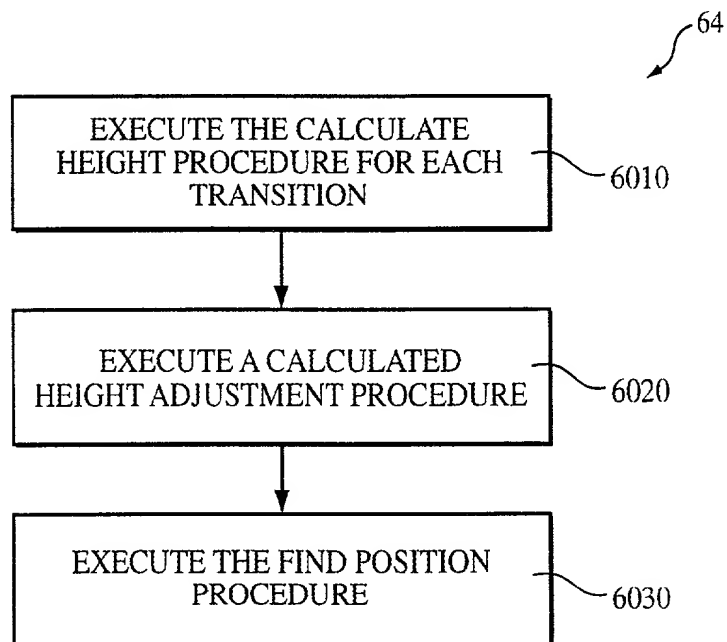 64
EXECUTE THE CALCULATE
HEIGHT PROCEDURE FOR EACH
TRANSITION
6010
EXECUTE A CALCULATED
HEIGHT ADJUSTMENT PROCEDURE
6020
EXECUTE THE FIND POSITION
PROCEDURE
6030